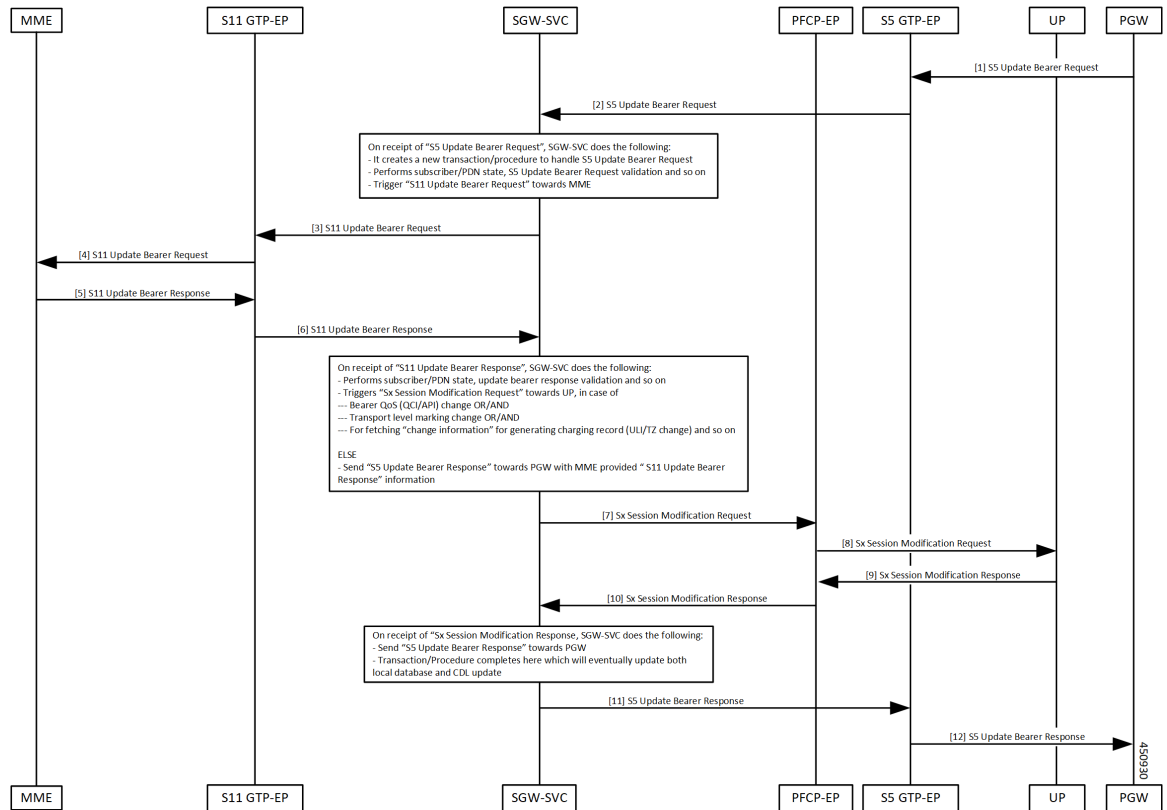 MME S11 GTP-EP SGW-SVC PFCP-EP S5 GTP-EP UP PGW
[1] S5 Update Bearer Request
[2] S5 Update Bearer Request
On receipt of “S5 Update Bearer Request”, SGW-SVC does the following:
- It creates a new transaction/procedure to handle S5 Update Bearer Request
- Performs subscriber/PDN state, S5 Update Bearer Request validation and so on
- Trigger “S11 Update Bearer Request” towards MME
[3] S11 Update Bearer Request
[4] S11 Update Bearer Request
[5] S11 Update Bearer Response
[6] S11 Update Bearer Response
On receipt of “S11 Update Bearer Response”, SGW-SVC does the following:
- Performs subscriber/PDN state, update bearer response validation and so on
- Triggers “Sx Session Modification Request” towards UP, in case of
--- Bearer QoS (QCI/API) change OR/AND
--- Transport level marking change OR/AND
--- For fetching “change information” for generating charging record (ULI/TZ change) and so on
ELSE
- Send “S5 Update Bearer Response” towards PGW with MME provided “ S11 Update Bearer
Response” information
[7] Sx Session Modification Request
[8] Sx Session Modification Request
[9] Sx Session Modification Response
[10] Sx Session Modification Response
On receipt of “Sx Session Modification Response, SGW-SVC does the following:
- Send “S5 Update Bearer Response” towards PGW
- Transaction/Procedure completes here which will eventually update both
local database and CDL update
[11] S5 Update Bearer Response
[12] S5 Update Bearer Response
450930
MME S11 GTP-EP SGW-SVC PFCP-EP S5 GTP-EP UP PGW